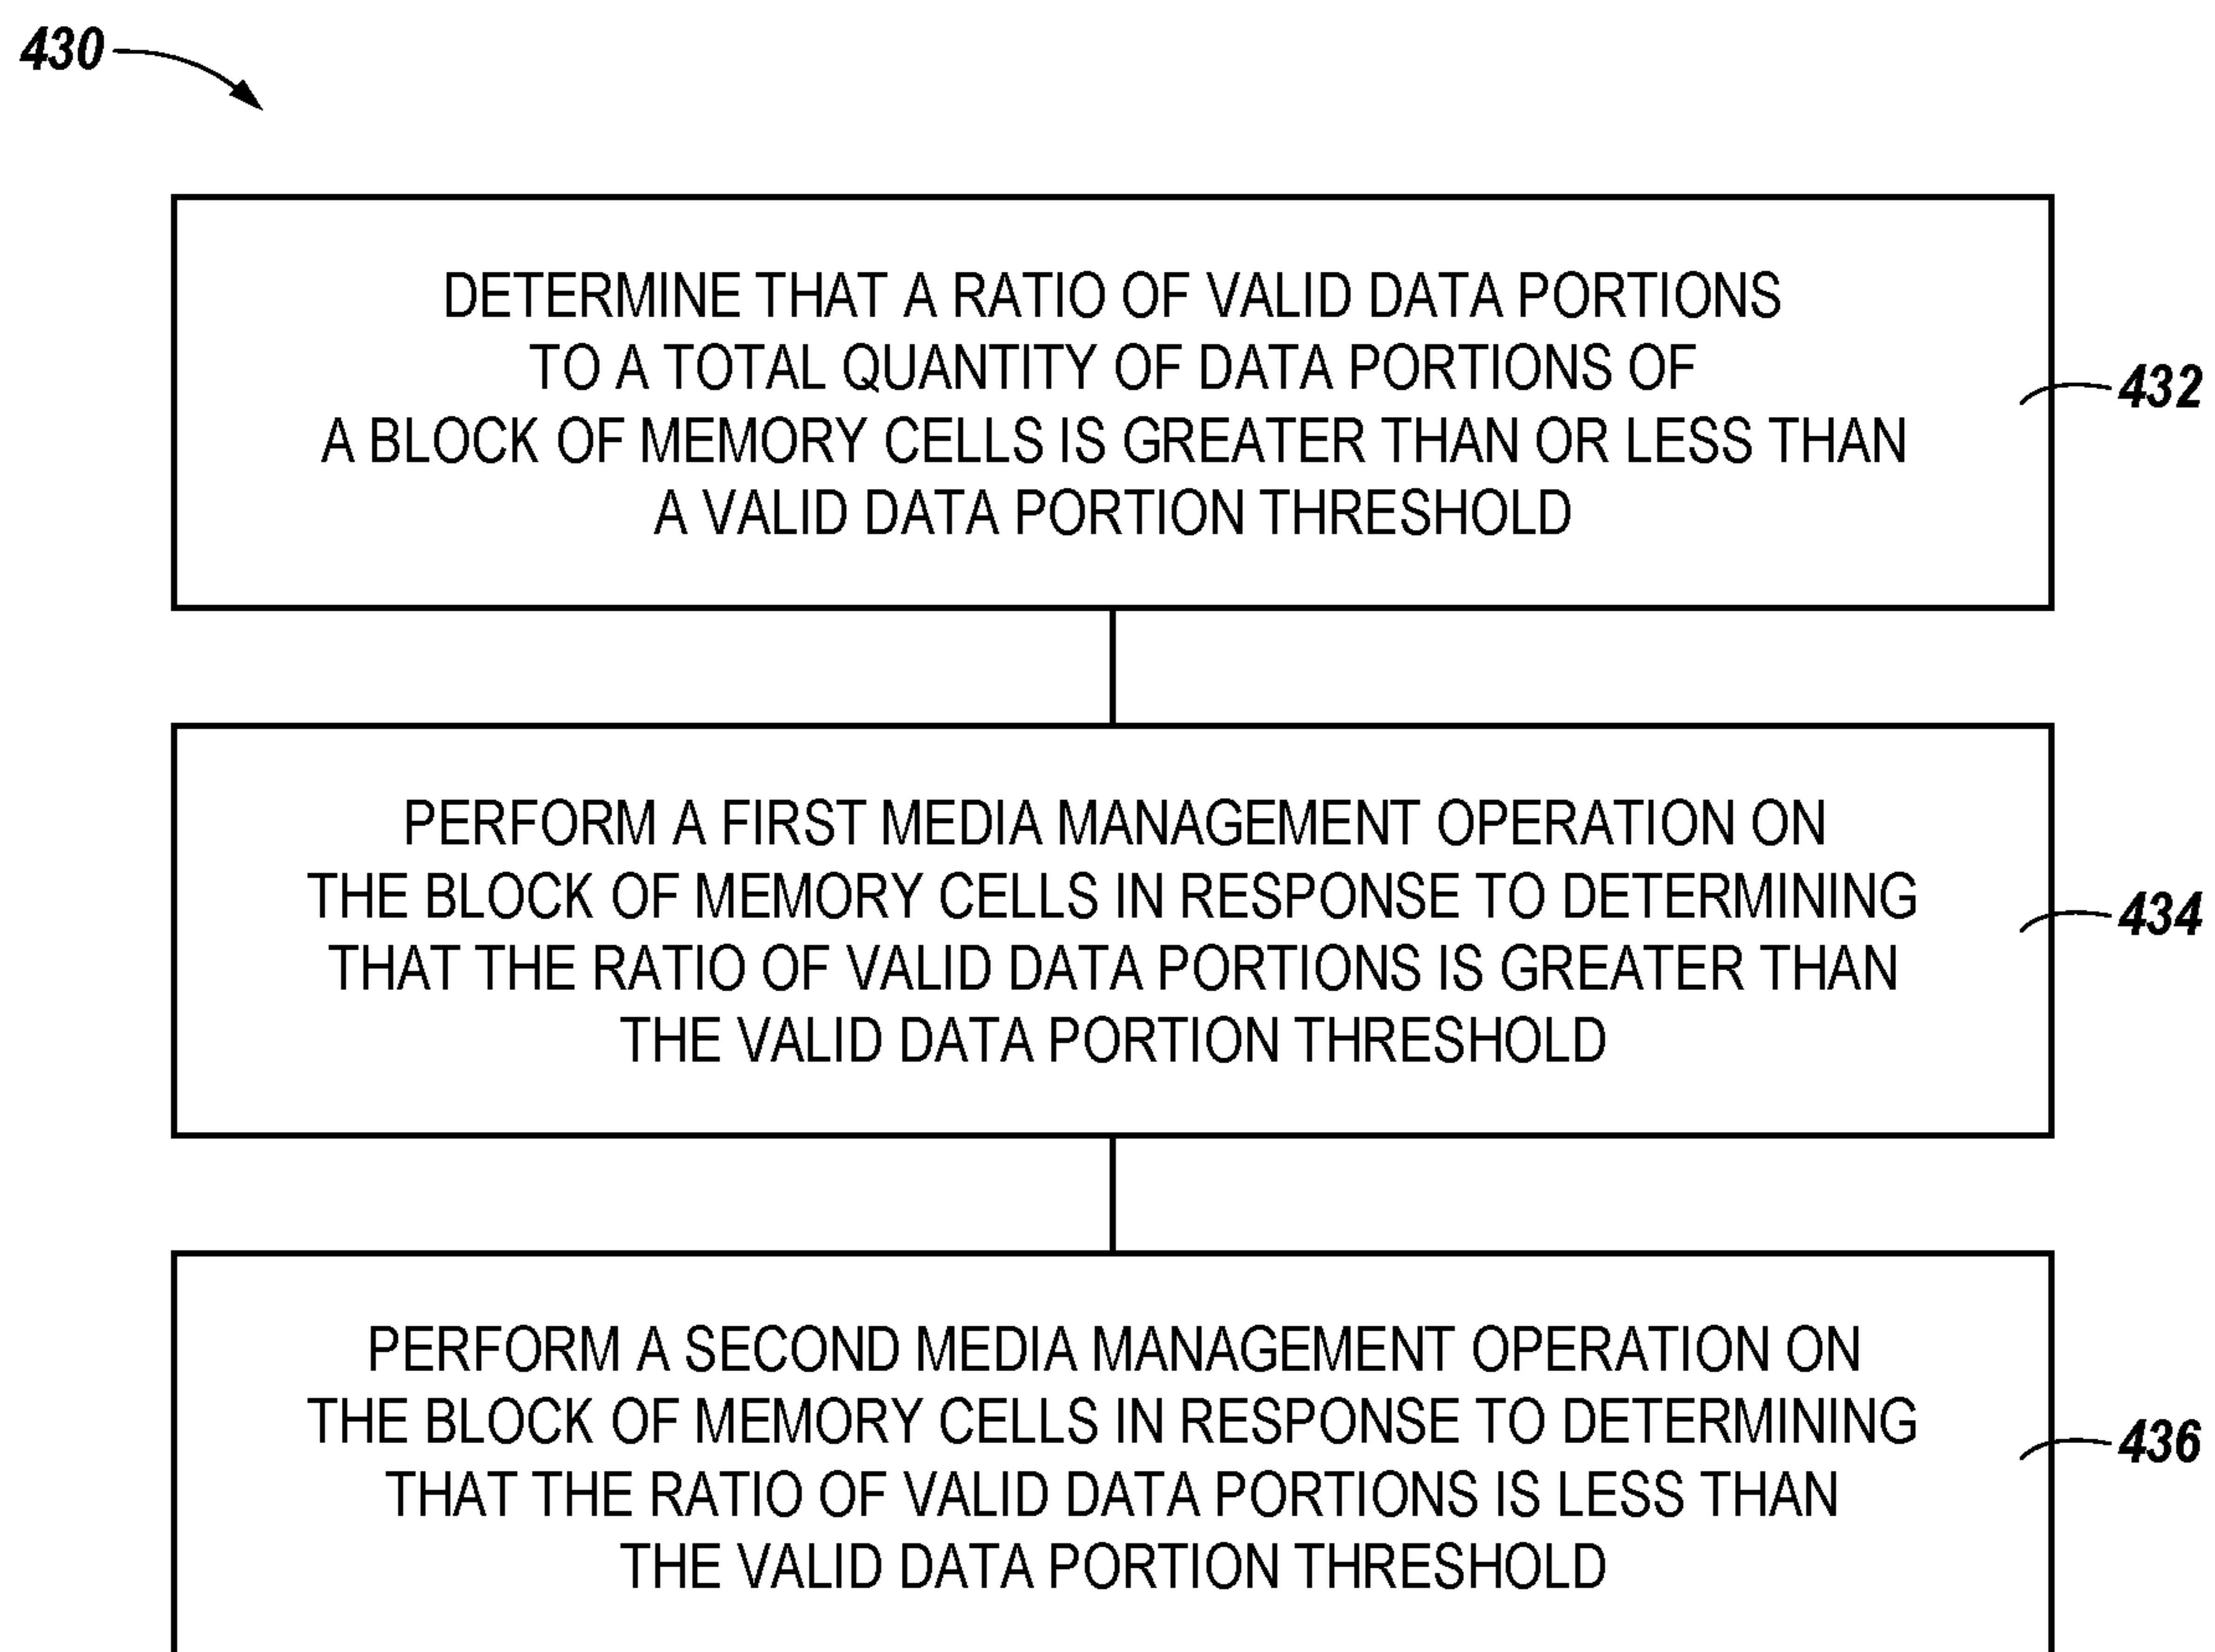 430
DETERMINE THAT A RATIO OF VALID DATA PORTIONS
TO A TOTAL QUANTITY OF DATA PORTIONS OF
A BLOCK OF MEMORY CELLS IS GREATER THAN OR LESS THAN
A VALID DATA PORTION THRESHOLD
432
PERFORM A FIRST MEDIA MANAGEMENT OPERATION ON
THE BLOCK OF MEMORY CELLS IN RESPONSE TO DETERMINING
THAT THE RATIO OF VALID DATA PORTIONS IS GREATER THAN
THE VALID DATA PORTION THRESHOLD
434
PERFORM A SECOND MEDIA MANAGEMENT OPERATION ON
THE BLOCK OF MEMORY CELLS IN RESPONSE TO DETERMINING
THAT THE RATIO OF VALID DATA PORTIONS IS LESS THAN
THE VALID DATA PORTION THRESHOLD
436